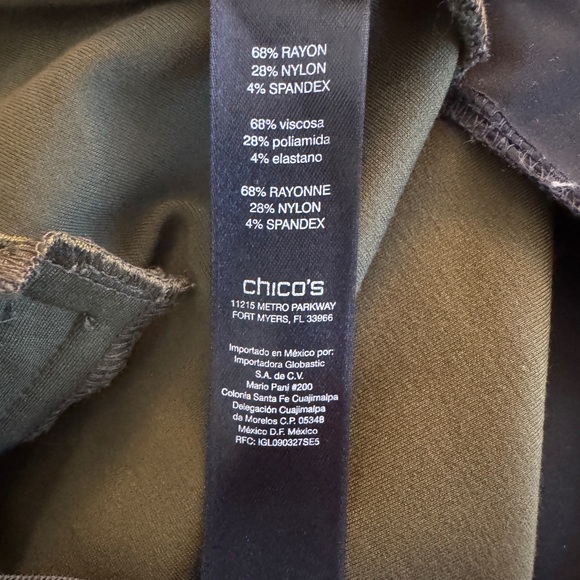 68% RAYON
28% NYLON
4% SPANDEX
68% viscosa
28% poliamida
4% elastano
68% RAYONNE
28% NYLON
4% SPANDEX
chico's
11215 METRO PARKWAY
FORT MYERS, FL 33966
Importado en México por:
Importadora Globastic
S.A. de C.V.
Mario Pani #200
Colonia Santa Fe Cuajimalpa
Delegación Cuajimalpa
de Morelos C.P. 05348
México D.F. México
RFC: IGL090327SE5